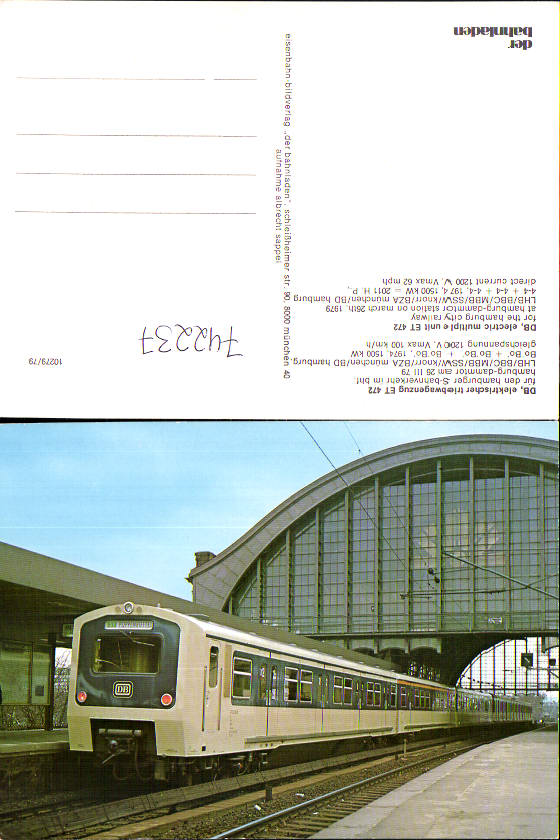 der
bahnladen
eisenbahn-bildverlag „der bahnladen“, schleißheimer str. 90, 8000 münchen 40
aufnahme albrecht sappel
DB, elektrischer triebwagenzug ET 472
für den hamburger S-bahnverkehr im bhf.
hamburg-dammtor am 26 III 79
LHB/BBC/MBB/SSW/knorr/BZA münchen/BD hamburg,
Bo Bo', + Bo'Bo', + Bo'Bo', 1974, 1500 kW
gleichspannung 1200 V, Vmax 100 km/h
DB, electric multiple unit ET 472
for the hamburg city railway
at hamburg-dammtor station on march 26th, 1979
LHB/BBC/MBB/SSW/knorr/BZA münchen/BD hamburg
4-4 + 4-4 + 4-4, 1974, 1500 kW = 2011 H. P.,
direct current 1200 V, Vmax 62 mph
10279/79
742237
DB